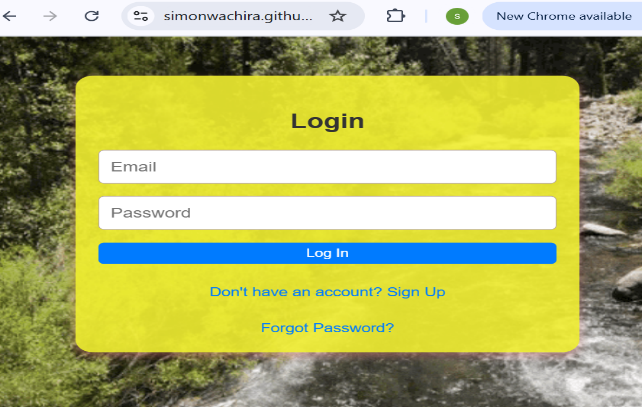 simonwachira.githu...
S
New Chrome available
Login
Email
Password
Log In
Don't have an account? Sign Up
Forgot Password?